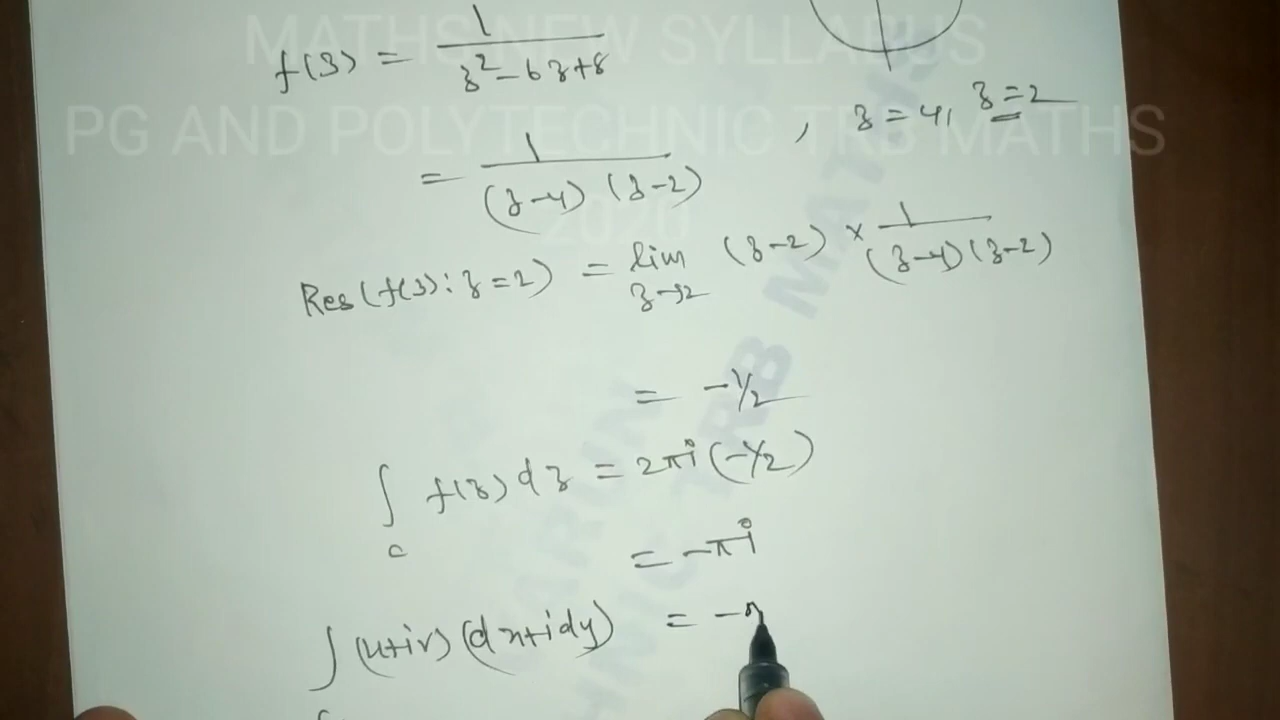 f(z) = 1/(z² - 6z + 8)
= 1/((z-4) (z-2)) , z = 4, z = 2
Res(f(z) : z = 2) = lim z→2 (z-2) × 1/((z-4)(z-2))
= -1/2
∫c f(z) dz = 2πi (-1/2)
= -πi
∫ (u+iv) (dx+idy) = -
MATHS NEW SYLLABUS
PG AND POLYTECHNIC TRB MATHS
2020